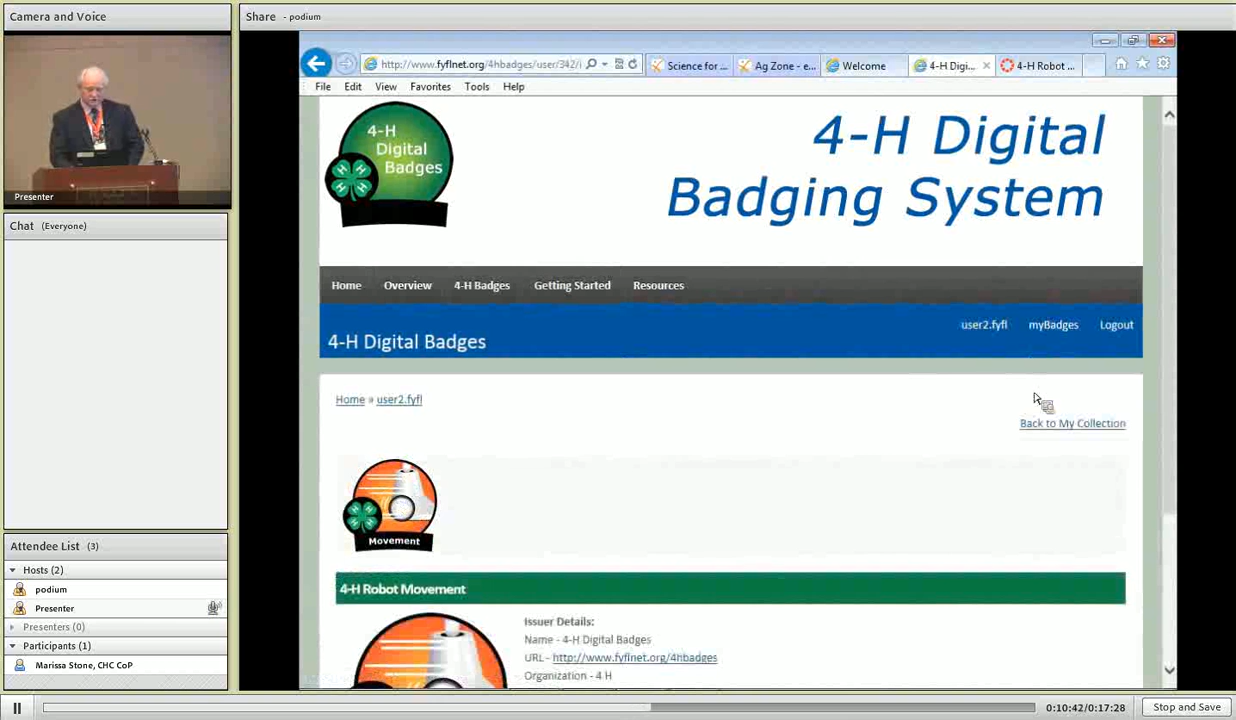 Camera and Voice
Share - podium
http://www.fyflnet.org/4hbadges/user/342/i
Science for ...
Ag Zone - e...
Welcome
4-H Digi...
4-H Robot ...
File Edit View Favorites Tools Help
4-H
Digital
Badges
4-H Digital
Badging System
Presenter
Chat (Everyone)
Home Overview 4-H Badges Getting Started Resources
user2.fyfl myBadges Logout
4-H Digital Badges
Home » user2.fyfl
Back to My Collection
Movement
4-H Robot Movement
Issuer Details:
Name - 4-H Digital Badges
URL - http://www.fyflnet.org/4hbadges
Organization - 4 H
Attendee List (3)
Hosts (2)
podium
Presenter
Presenters (0)
Participants (1)
Marissa Stone, CHC CoP
0:10:42/0:17:28
Stop and Save